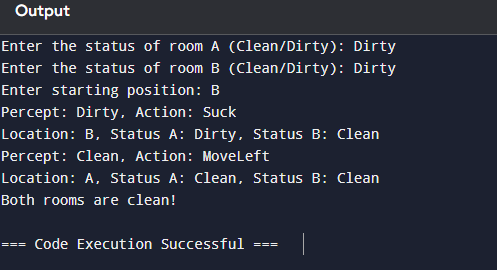 Output
Enter the status of room A (Clean/Dirty): Dirty
Enter the status of room B (Clean/Dirty): Dirty
Enter starting position: B
Percept: Dirty, Action: Suck
Location: B, Status A: Dirty, Status B: Clean
Percept: Clean, Action: MoveLeft
Location: A, Status A: Clean, Status B: Clean
Both rooms are clean!
=== Code Execution Successful ===